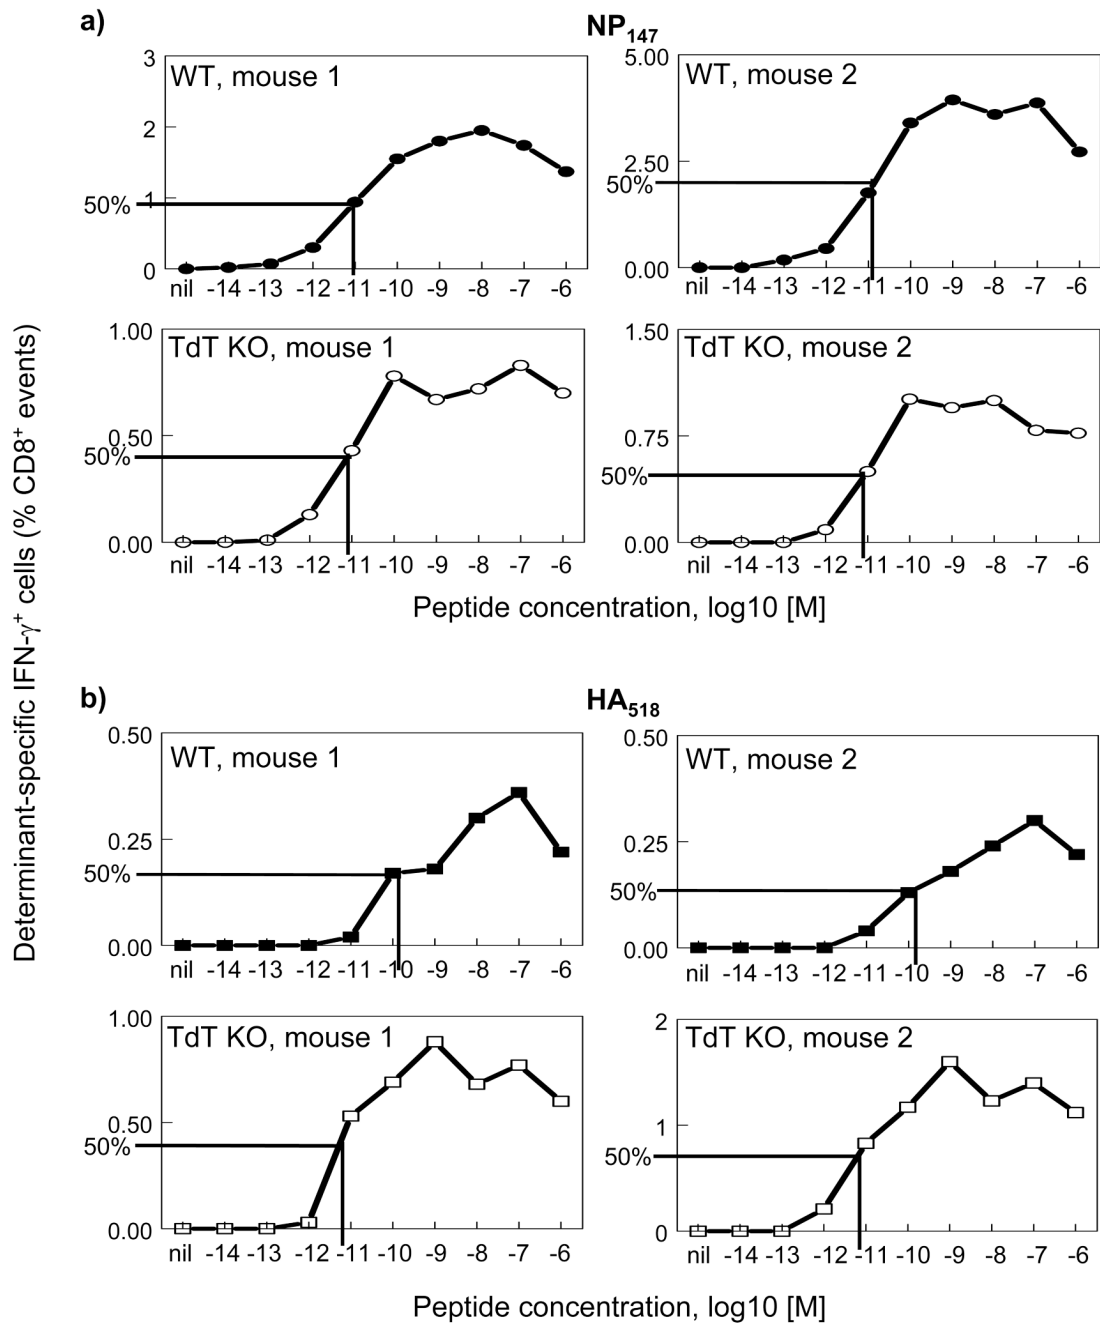 a)
NP147
WT, mouse 1
3
2
1
0
50%
nil -14 -13 -12 -11 -10 -9 -8 -7 -6
WT, mouse 2
5.00
2.50
0.00
50%
nil -14 -13 -12 -11 -10 -9 -8 -7 -6
TdT KO, mouse 1
1.00
0.50
0.00
50%
nil -14 -13 -12 -11 -10 -9 -8 -7 -6
TdT KO, mouse 2
1.50
0.75
0.00
50%
nil -14 -13 -12 -11 -10 -9 -8 -7 -6
Peptide concentration, log10 [M]
Determinant-specific IFN-γ+ cells (% CD8+ events)
b)
HA518
WT, mouse 1
0.50
0.25
0.00
50%
nil -14 -13 -12 -11 -10 -9 -8 -7 -6
WT, mouse 2
0.50
0.25
0.00
50%
nil -14 -13 -12 -11 -10 -9 -8 -7 -6
TdT KO, mouse 1
1.00
0.50
0.00
50%
nil -14 -13 -12 -11 -10 -9 -8 -7 -6
TdT KO, mouse 2
2
1
0
50%
nil -14 -13 -12 -11 -10 -9 -8 -7 -6
Peptide concentration, log10 [M]